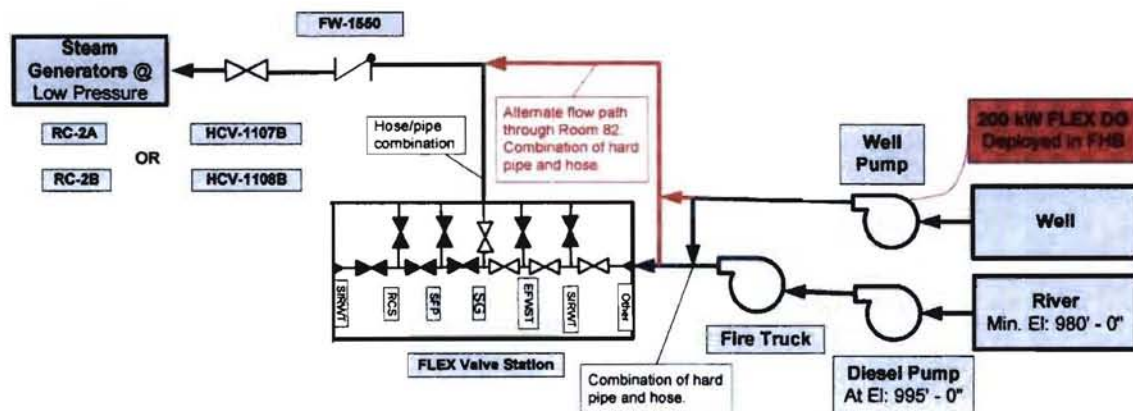 FW-1550
Steam
Generators @
Low Pressure
RC-2A
OR
RC-2B
HCV-1107B
HCV-1108B
Hose/pipe
combination
Alternate flow path
through Room 82.
Combination of hard
pipe and hose.
200 kW FLEX DG
Deployed in FHB
Well
Pump
Well
SIRWT
RCS
SFP
SG
EFWST
SIRWT
Other
FLEX Valve Station
Combination of hard
pipe and hose.
Fire Truck
Diesel Pump
At El: 995' - 0"
River
Min. El: 980' - 0"